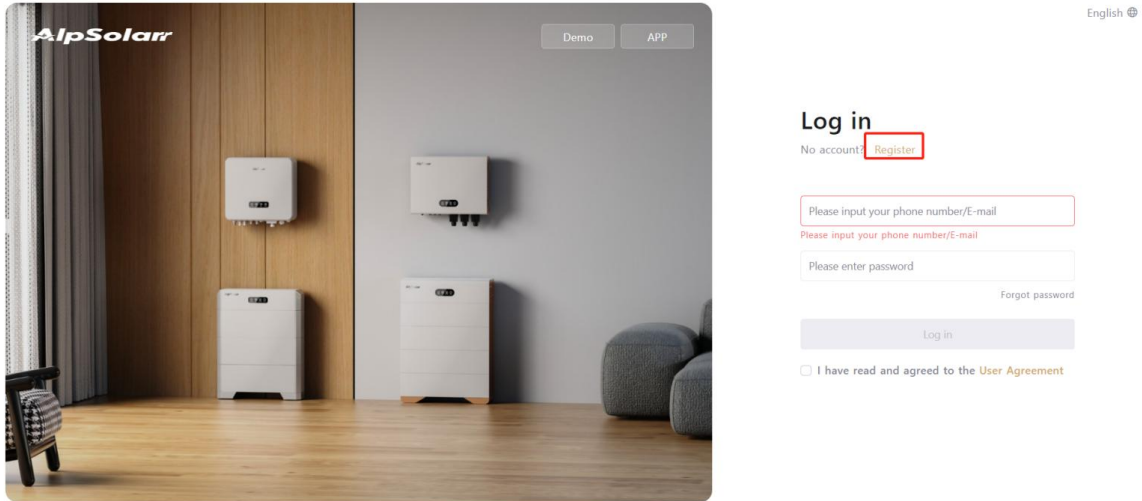 AlpSolarr
Demo
APP
English
Log in
No account? Register
Please input your phone number/E-mail
Please input your phone number/E-mail
Please enter password
Forgot password
Log in
I have read and agreed to the User Agreement